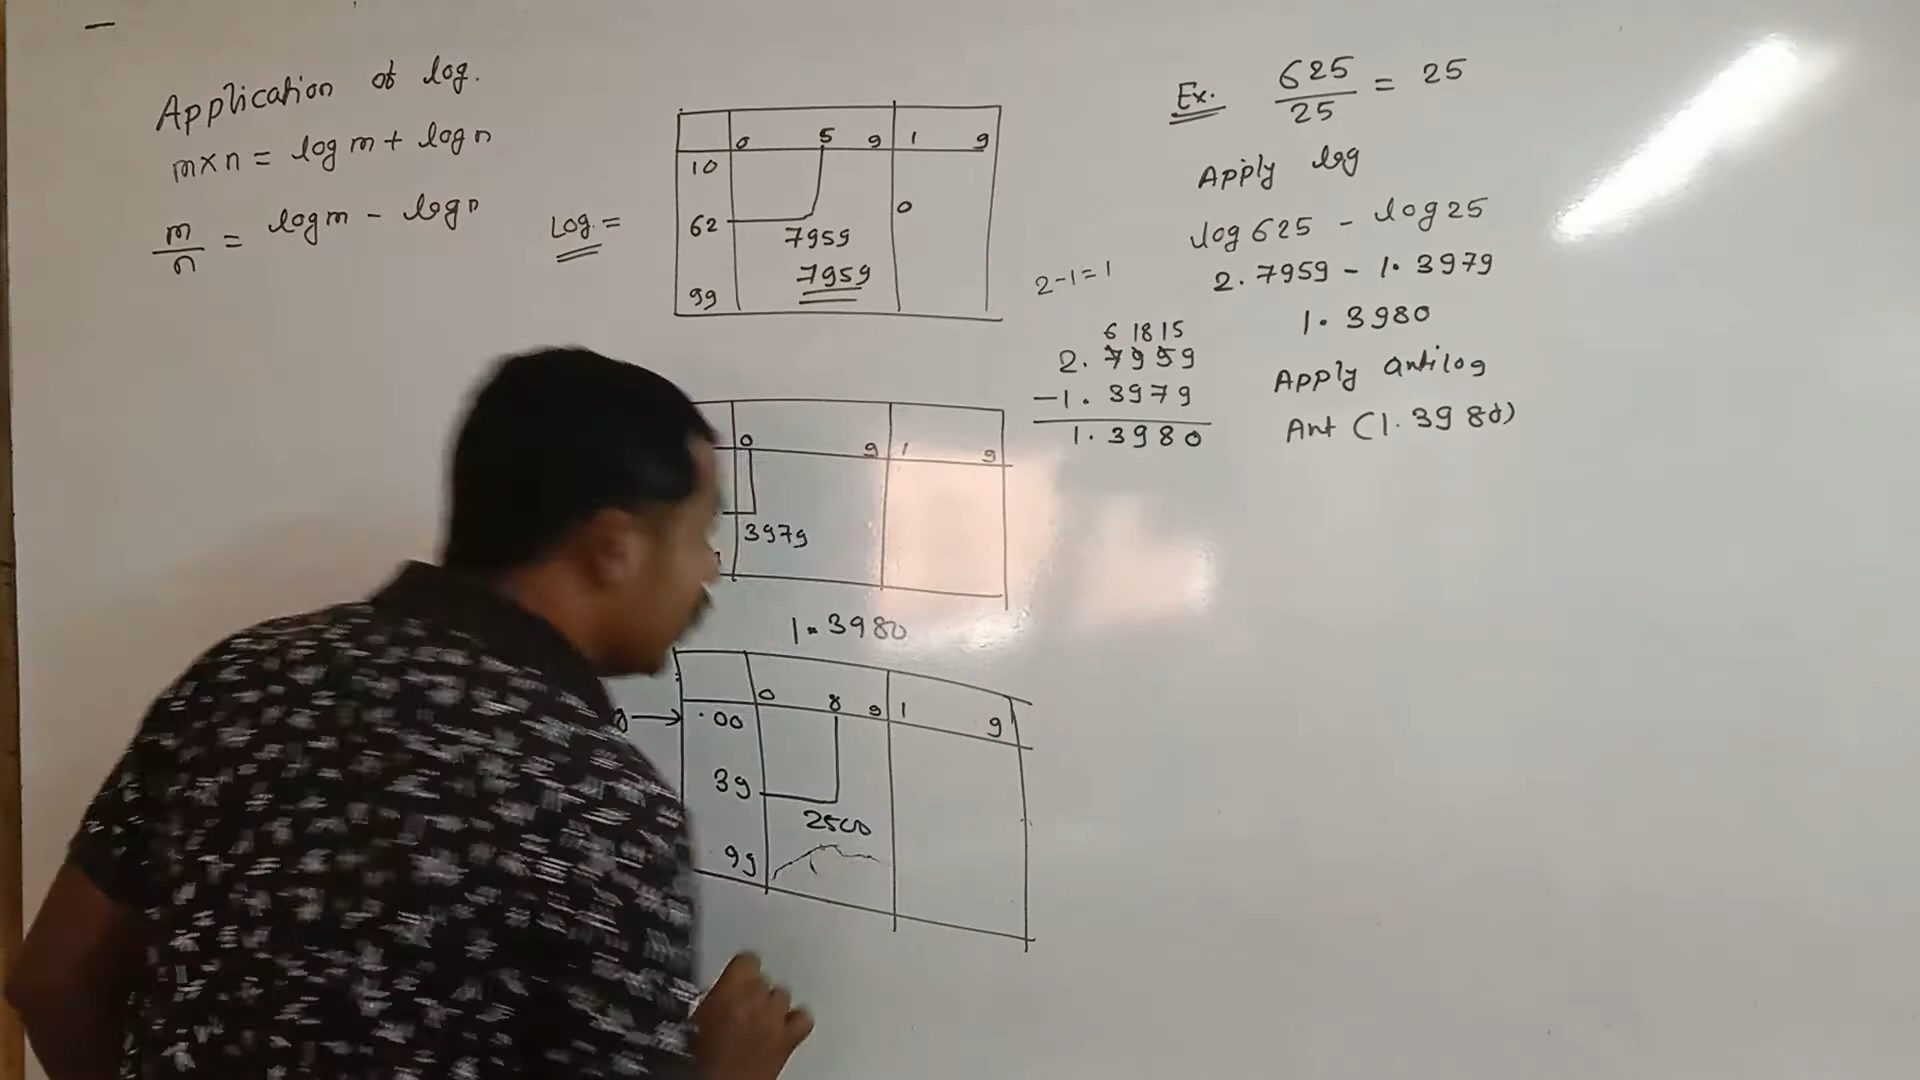 Application of log.
m×n = log m + log n
m/n = log m - log n
Log =
0 5 9 1 9
10
62 0
7959
7959
99
0 9 1 9
3979
1.3980
0 8 9 1 9
.00
39
2500
99
Ex. 625/25 = 25
Apply log
log 625 - log 25
2.7959 - 1.3979
2-1=1
1.3980
6 18 15
2.7959
-1.3979
1.3980
Apply antilog
Ant (1.3980)